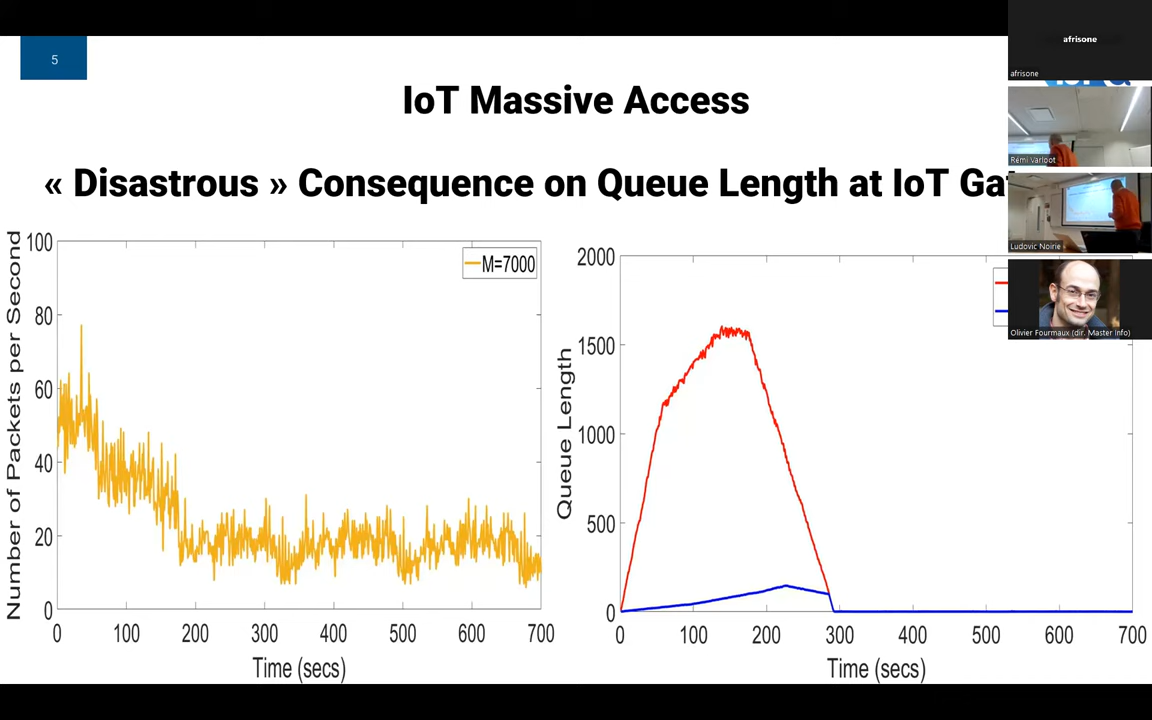 5
afrisone
afrisone
IoT Massive Access
Rémi Varloot
« Disastrous » Consequence on Queue Length at IoT
Ludovic Noirie
Olivier Fourmaux (dir. Master Info)
Number of Packets per Second
100
80
60
40
20
0
M=7000
0 100 200 300 400 500 600 700
Time (secs)
Queue Length
2000
1500
1000
500
0
0 100 200 300 400 500 600 700
Time (secs)